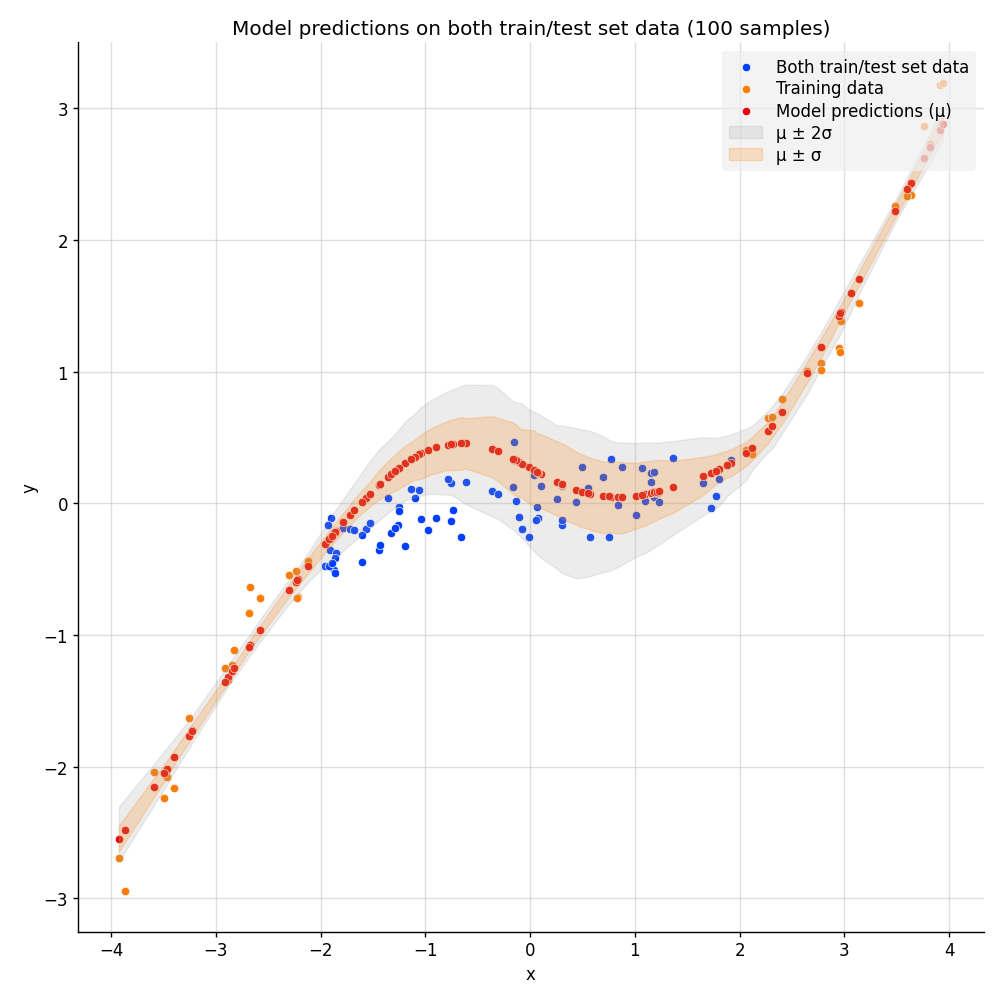 Model predictions on both train/test set data (100 samples)
Both train/test set data
Training data
Model predictions (μ)
μ ± 2σ
μ ± σ
3
2
1
0
−1
−2
−3
y
−4 −3 −2 −1 0 1 2 3 4
x